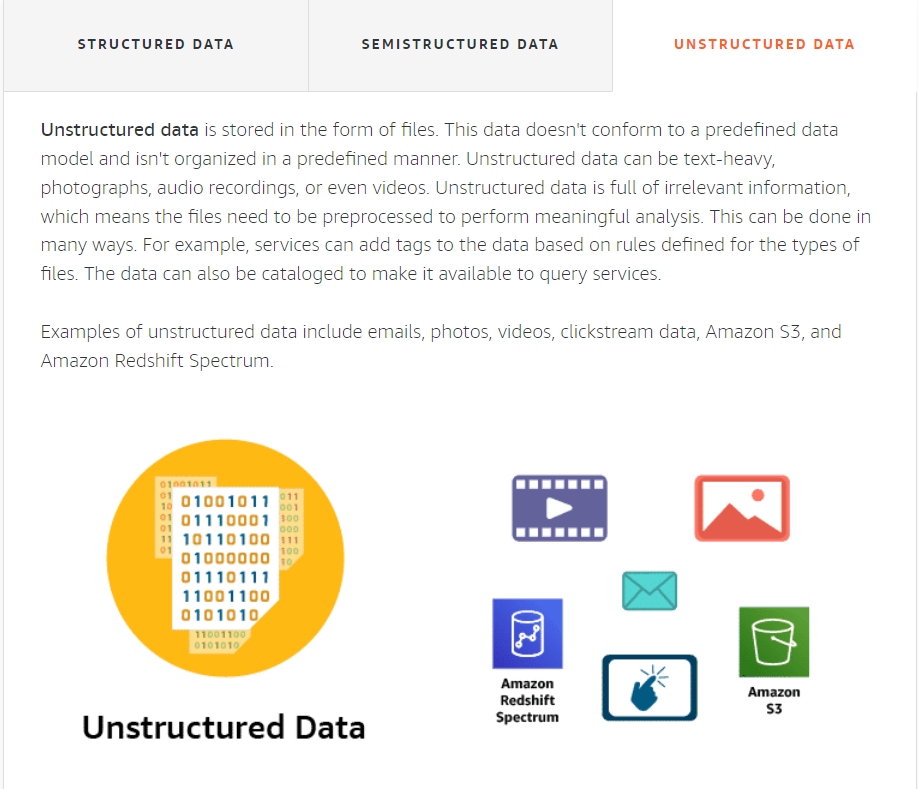 STRUCTURED DATA
SEMISTRUCTURED DATA
UNSTRUCTURED DATA
Unstructured data is stored in the form of files. This data doesn't conform to a predefined data
model and isn't organized in a predefined manner. Unstructured data can be text-heavy,
photographs, audio recordings, or even videos. Unstructured data is full of irrelevant information,
which means the files need to be preprocessed to perform meaningful analysis. This can be done in
many ways. For example, services can add tags to the data based on rules defined for the types of
files. The data can also be cataloged to make it available to query services.
Examples of unstructured data include emails, photos, videos, clickstream data, Amazon S3, and
Amazon Redshift Spectrum.
01001011
01001011
01110001
10110100
01000000
01110111
11001100
0101010
11001100
0101010
Unstructured Data
Amazon
Redshift
Spectrum
Amazon
S3